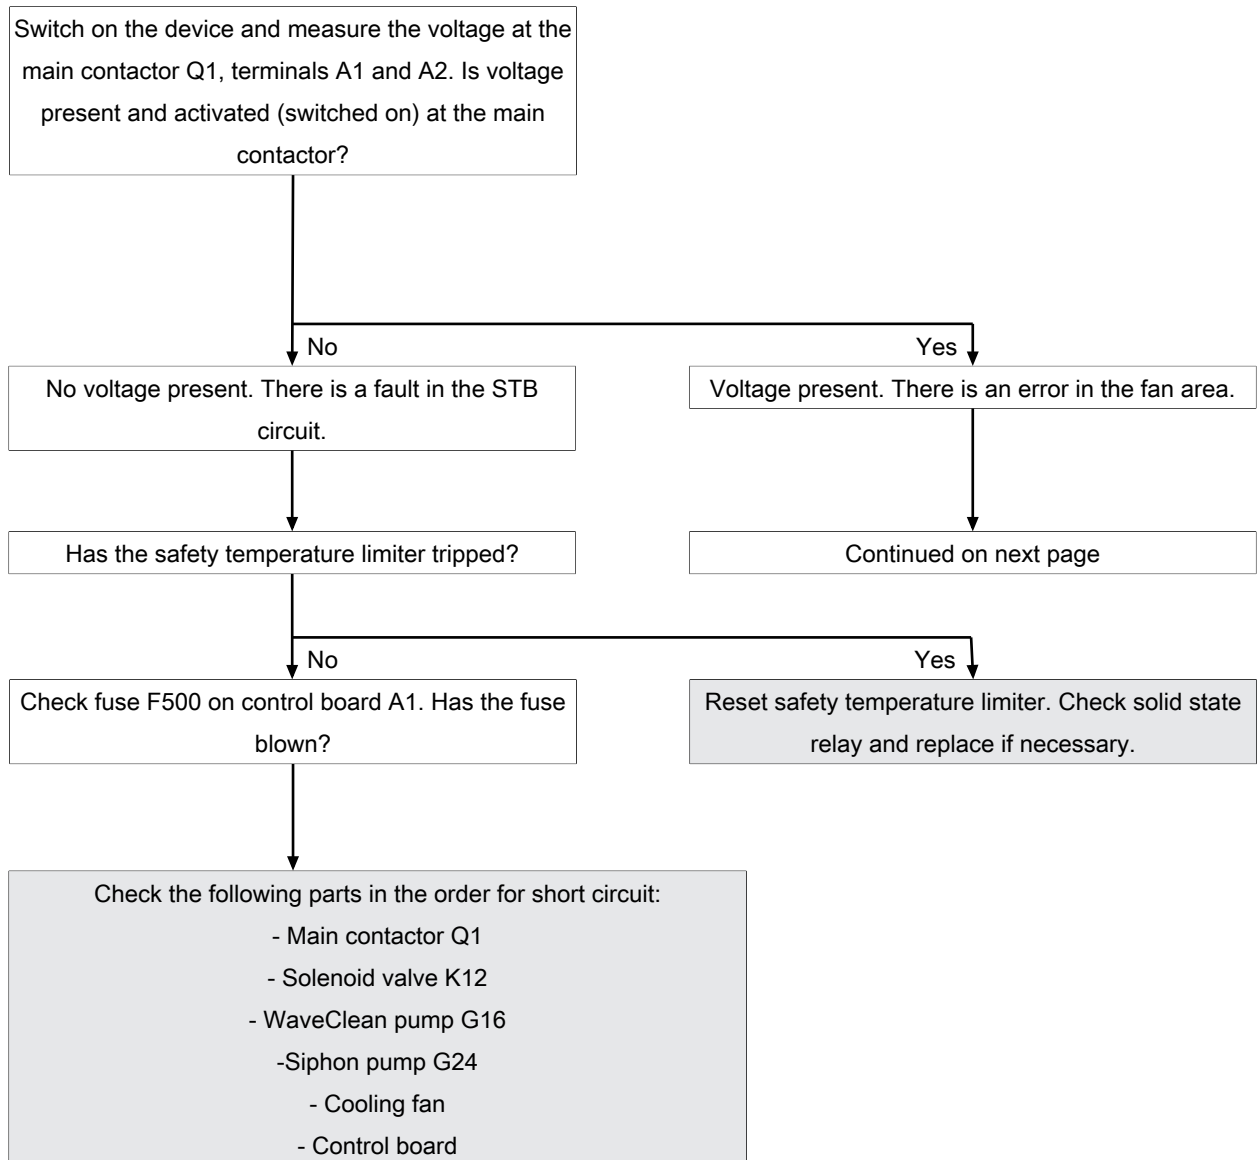 Switch on the device and measure the voltage at the
main contactor Q1, terminals A1 and A2. Is voltage
present and activated (switched on) at the main
contactor?
No
Yes
No voltage present. There is a fault in the STB
circuit.
Voltage present. There is an error in the fan area.
Has the safety temperature limiter tripped?
Continued on next page
No
Yes
Check fuse F500 on control board A1. Has the fuse
blown?
Reset safety temperature limiter. Check solid state
relay and replace if necessary.
Check the following parts in the order for short circuit:
- Main contactor Q1
- Solenoid valve K12
- WaveClean pump G16
-Siphon pump G24
- Cooling fan
- Control board